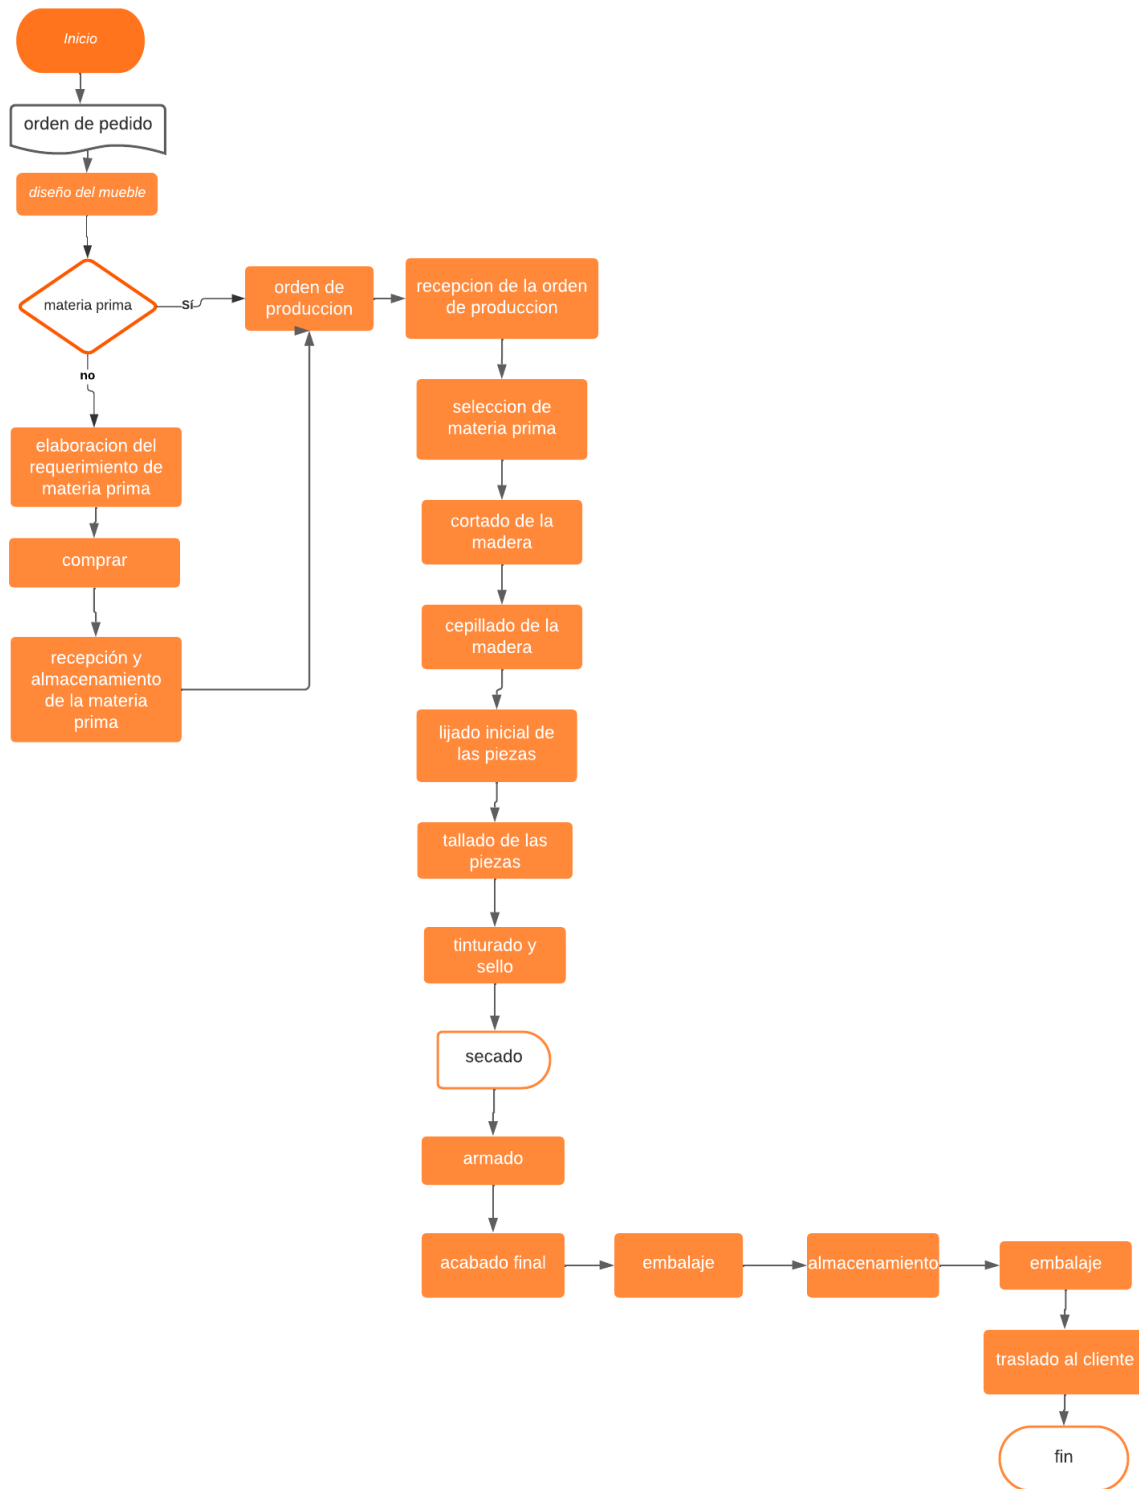 Inicio
orden de pedido
diseño del mueble
materia prima
Sí
no
elaboracion del
requerimiento de
materia prima
comprar
recepción y
almacenamiento
de la materia
prima
orden de
produccion
recepcion de la orden
de produccion
seleccion de
materia prima
cortado de la
madera
cepillado de la
madera
lijado inicial de
las piezas
tallado de las
piezas
tinturado y
sello
secado
armado
acabado final
embalaje
almacenamiento
embalaje
traslado al cliente
fin